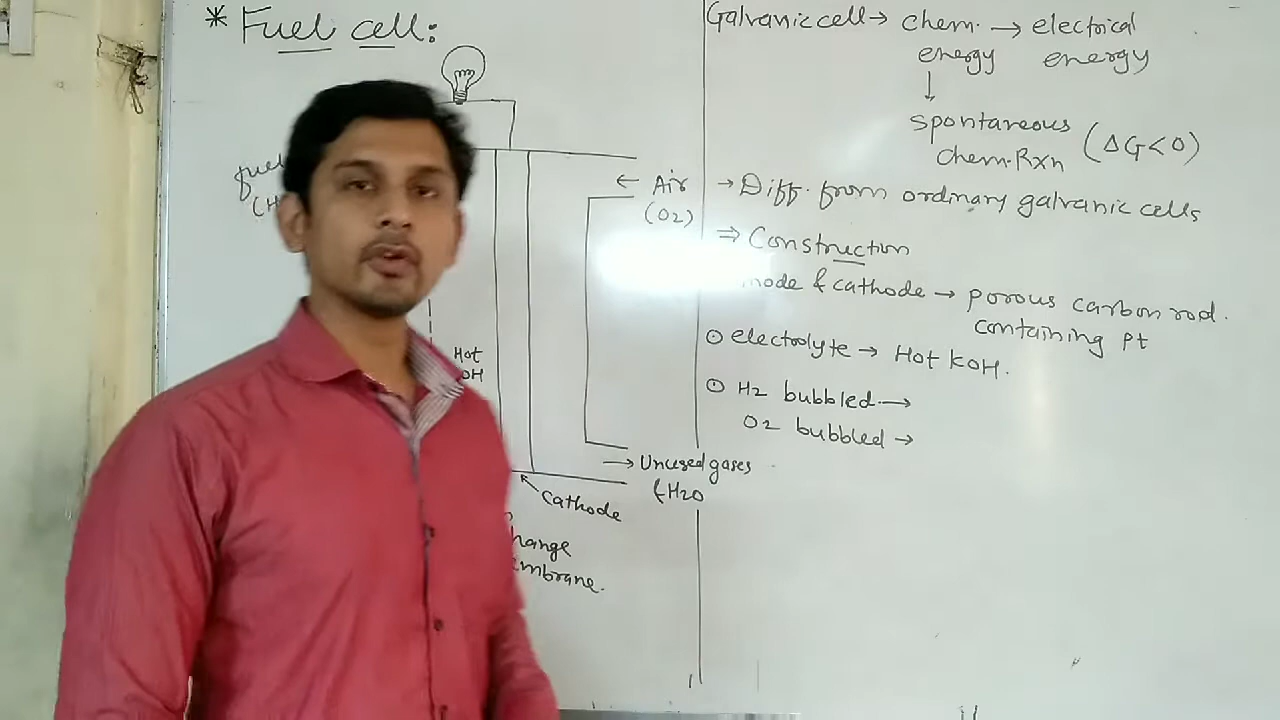 * Fuel cell:
fuel
(H
Air
(O2)
Hot
OH
Unused gases
& H2O
Cathode
hange
mbrane.
Galvanic cell → chem. → electrical
energy energy
↓
spontaneous
chem. Rxn (ΔG<0)
→ Diff. from ordinary galvanic cells
⇒ Construction
node & cathode → porous carbon rod.
containing Pt
electrolyte → Hot KOH.
H2 bubbled →
O2 bubbled →